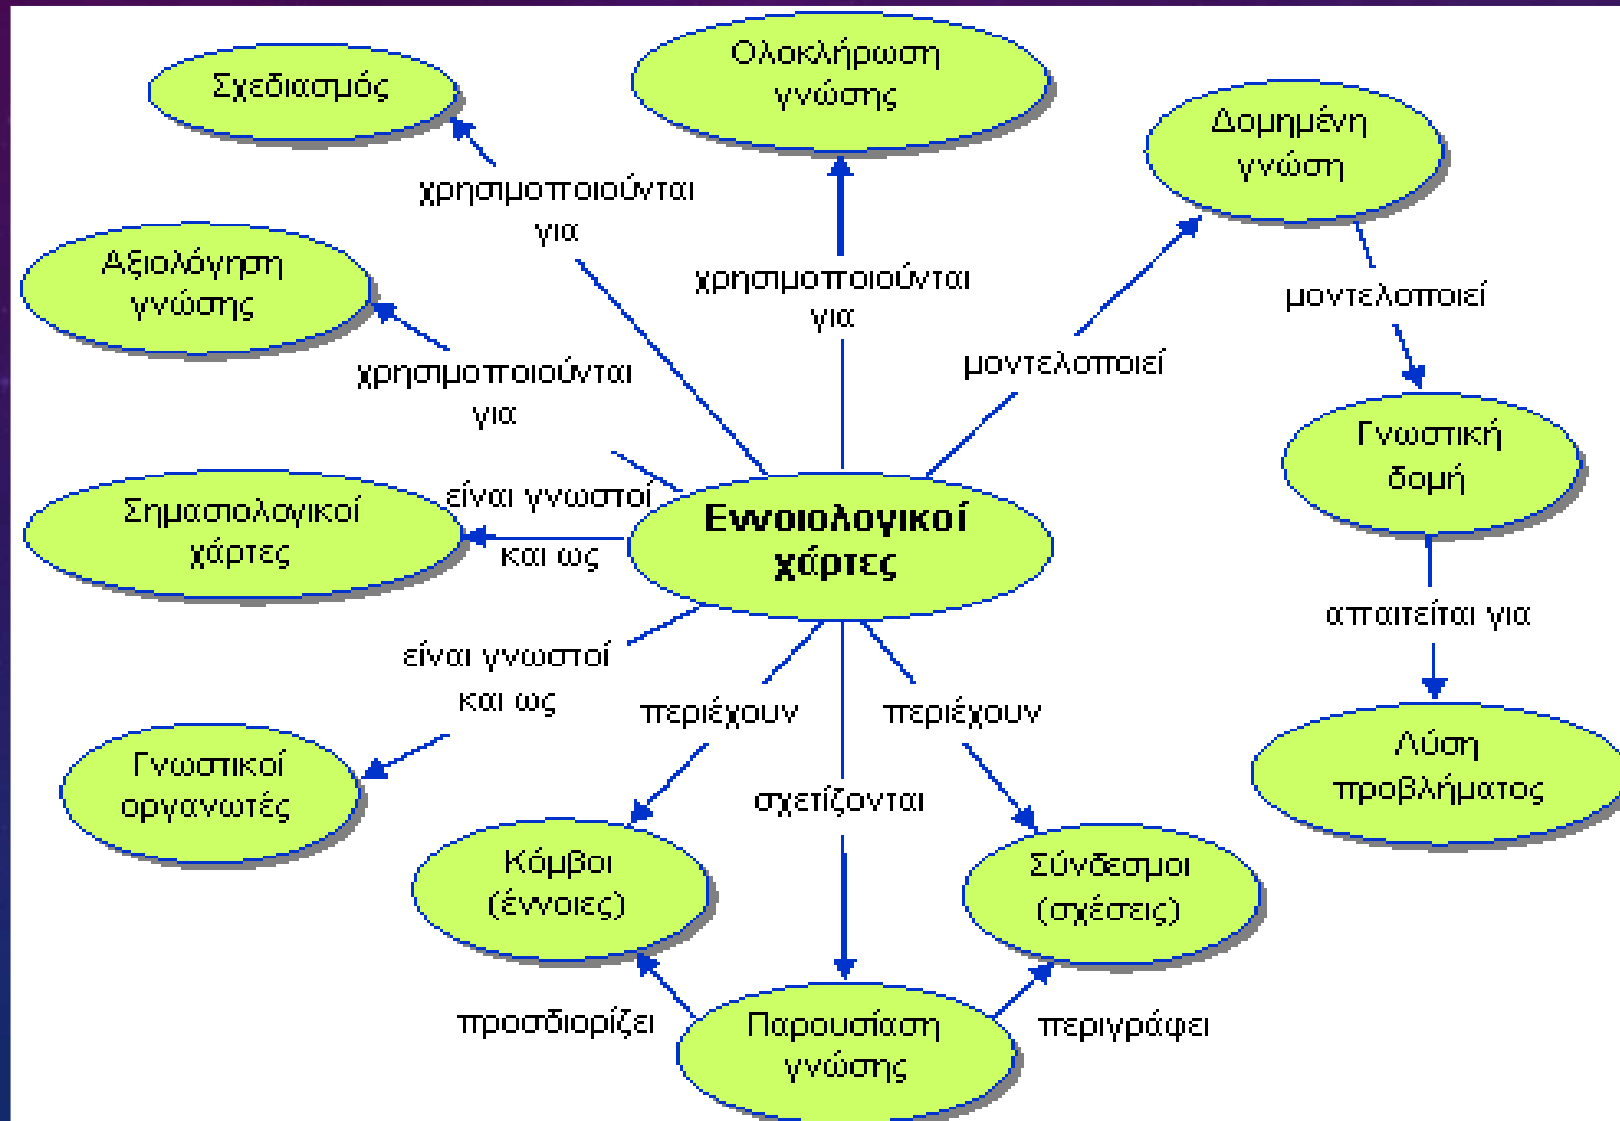 Σχεδιασμός
Ολοκλήρωση
γνώσης
Δομημένη
γνώση
χρησιμοποιούνται
για
Αξιολόγηση
γνώσης
χρησιμοποιούνται
για
μοντελοποιεί
χρησιμοποιούνται
για
μοντελοποιεί
Γνωστική
δομή
Σημασιολογικοί
χάρτες
είναι γνωστοί
και ως
Εννοιολογικοί
χάρτες
απαιτείται για
είναι γνωστοί
και ως
περιέχουν
περιέχουν
Γνωστικοί
οργανωτές
σχετίζονται
Λύση
προβλήματος
Κόμβοι
(έννοιες)
Σύνδεσμοι
(σχέσεις)
προσδιορίζει
Παρουσίαση
γνώσης
περιγράφει